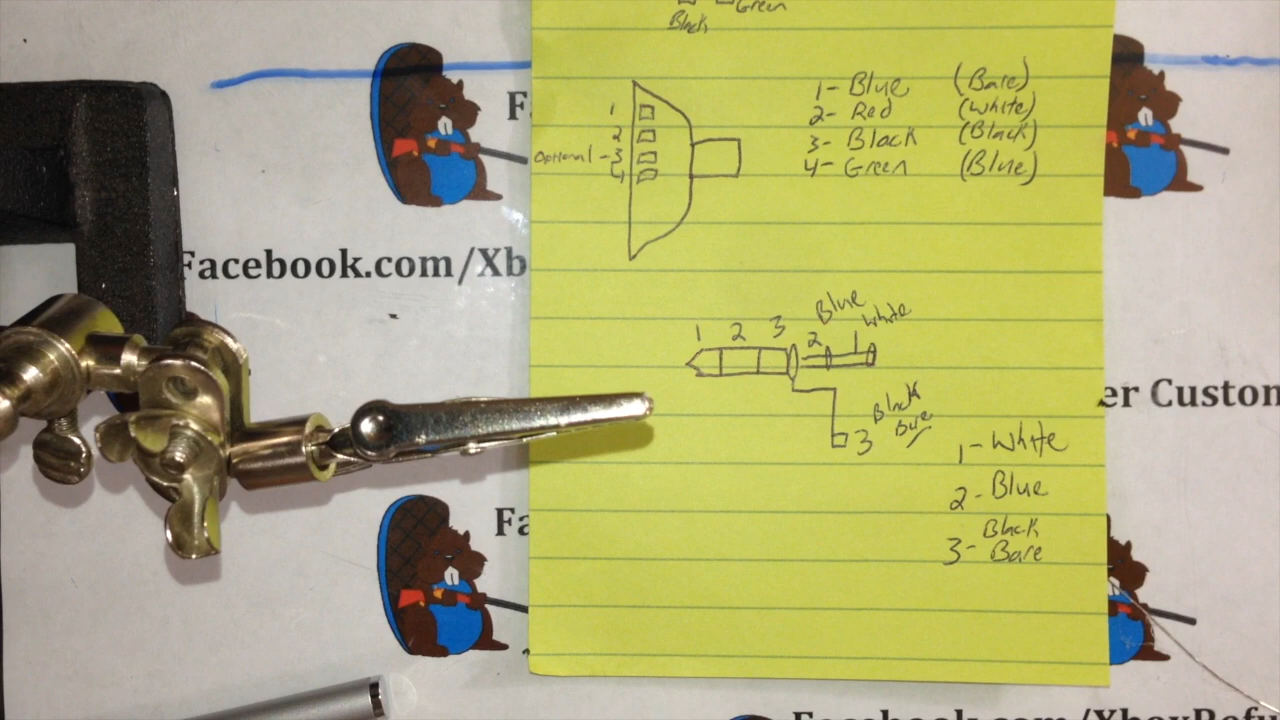 Green
Black
1 - Blue (Bare)
2 - Red (White)
3 - Black (Black)
4 - Green (Blue)
1
2
Optional - 3
4
Fa
Facebook.com/Xb
1 2 3 2 1
Blue
White
Black
Bare
3
er Custom
1 - White
2 - Blue
Black
3 - Bare
Fa
Facebook.com/XboxRefu